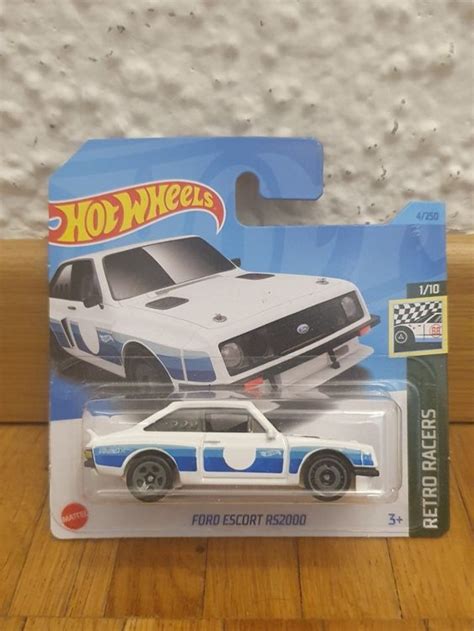 HOT WHEELS
4/250
1/10
RETRO RACERS
FORD ESCORT RS2000
3+
MATTEL